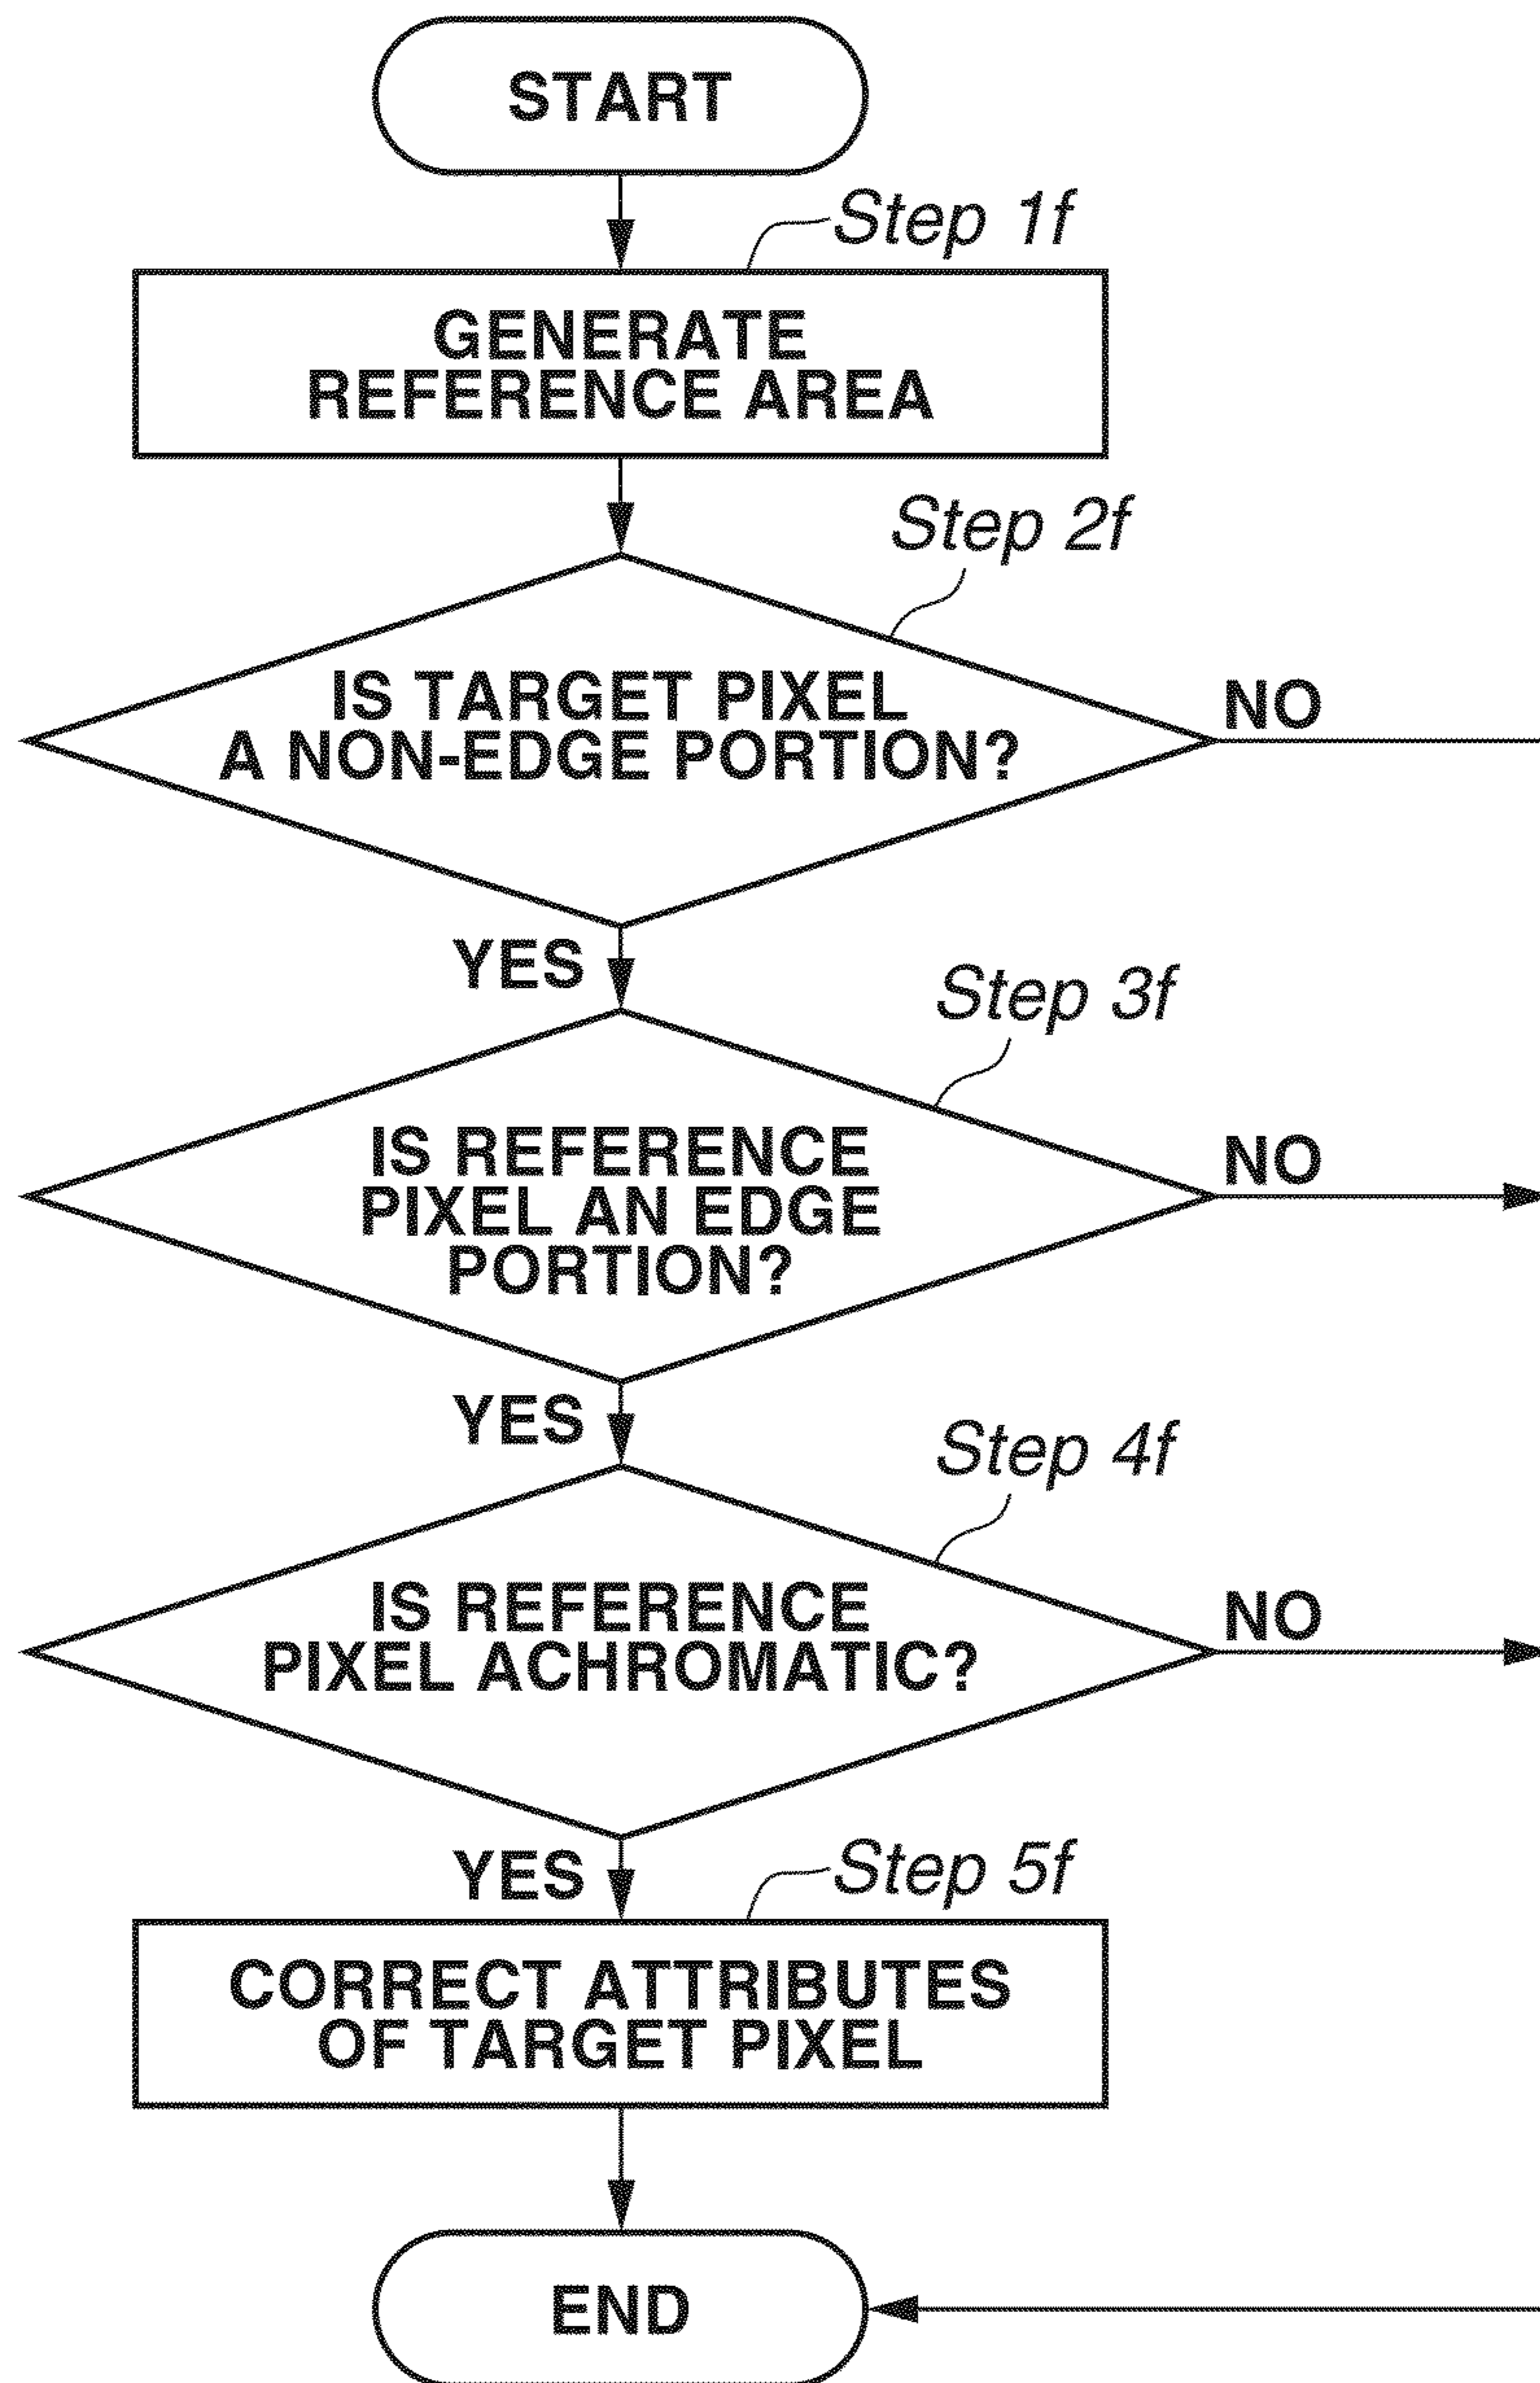 START
Step 1f
GENERATE
REFERENCE AREA
Step 2f
IS TARGET PIXEL
A NON-EDGE PORTION?
NO
YES
Step 3f
IS REFERENCE
PIXEL AN EDGE
PORTION?
NO
YES
Step 4f
IS REFERENCE
PIXEL ACHROMATIC?
NO
YES
Step 5f
CORRECT ATTRIBUTES
OF TARGET PIXEL
END